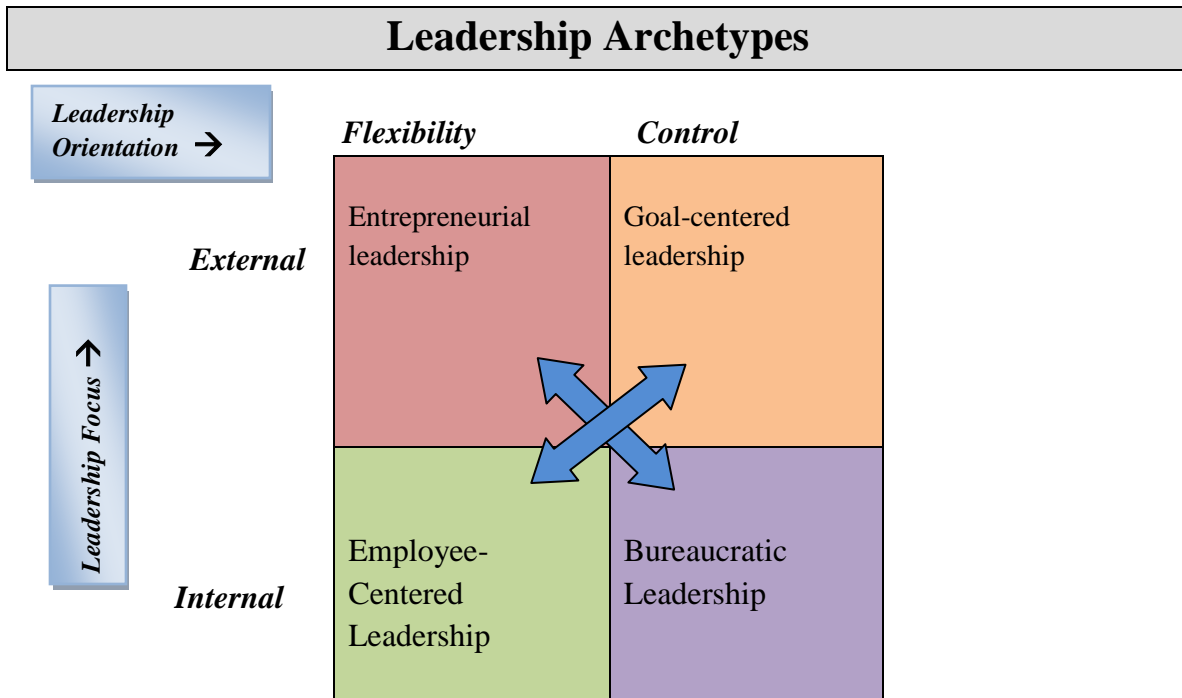 Leadership Archetypes
Leadership
Orientation →
Flexibility
Control
External
Entrepreneurial
leadership
Goal-centered
leadership
Leadership Focus →
Internal
Employee-
Centered
Leadership
Bureaucratic
Leadership